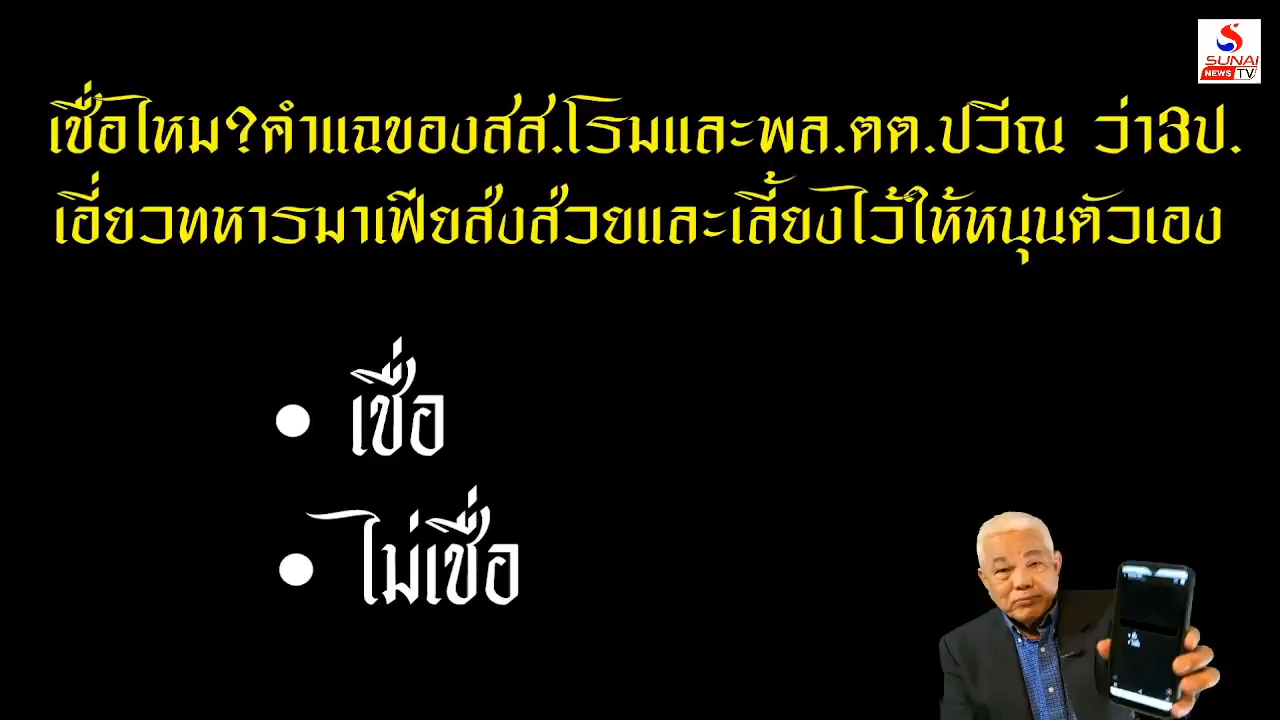 SUNAI
NEWS TV
เชื่อไหม?คำแฉของสส.โรมและพล.ตต.ปวีณ ว่า3ป.
เอี่ยวทหารมาเฟียส่งส่วยและเลี้ยงไว้ให้หนุนตัวเอง
• เชื่อ
• ไม่เชื่อ